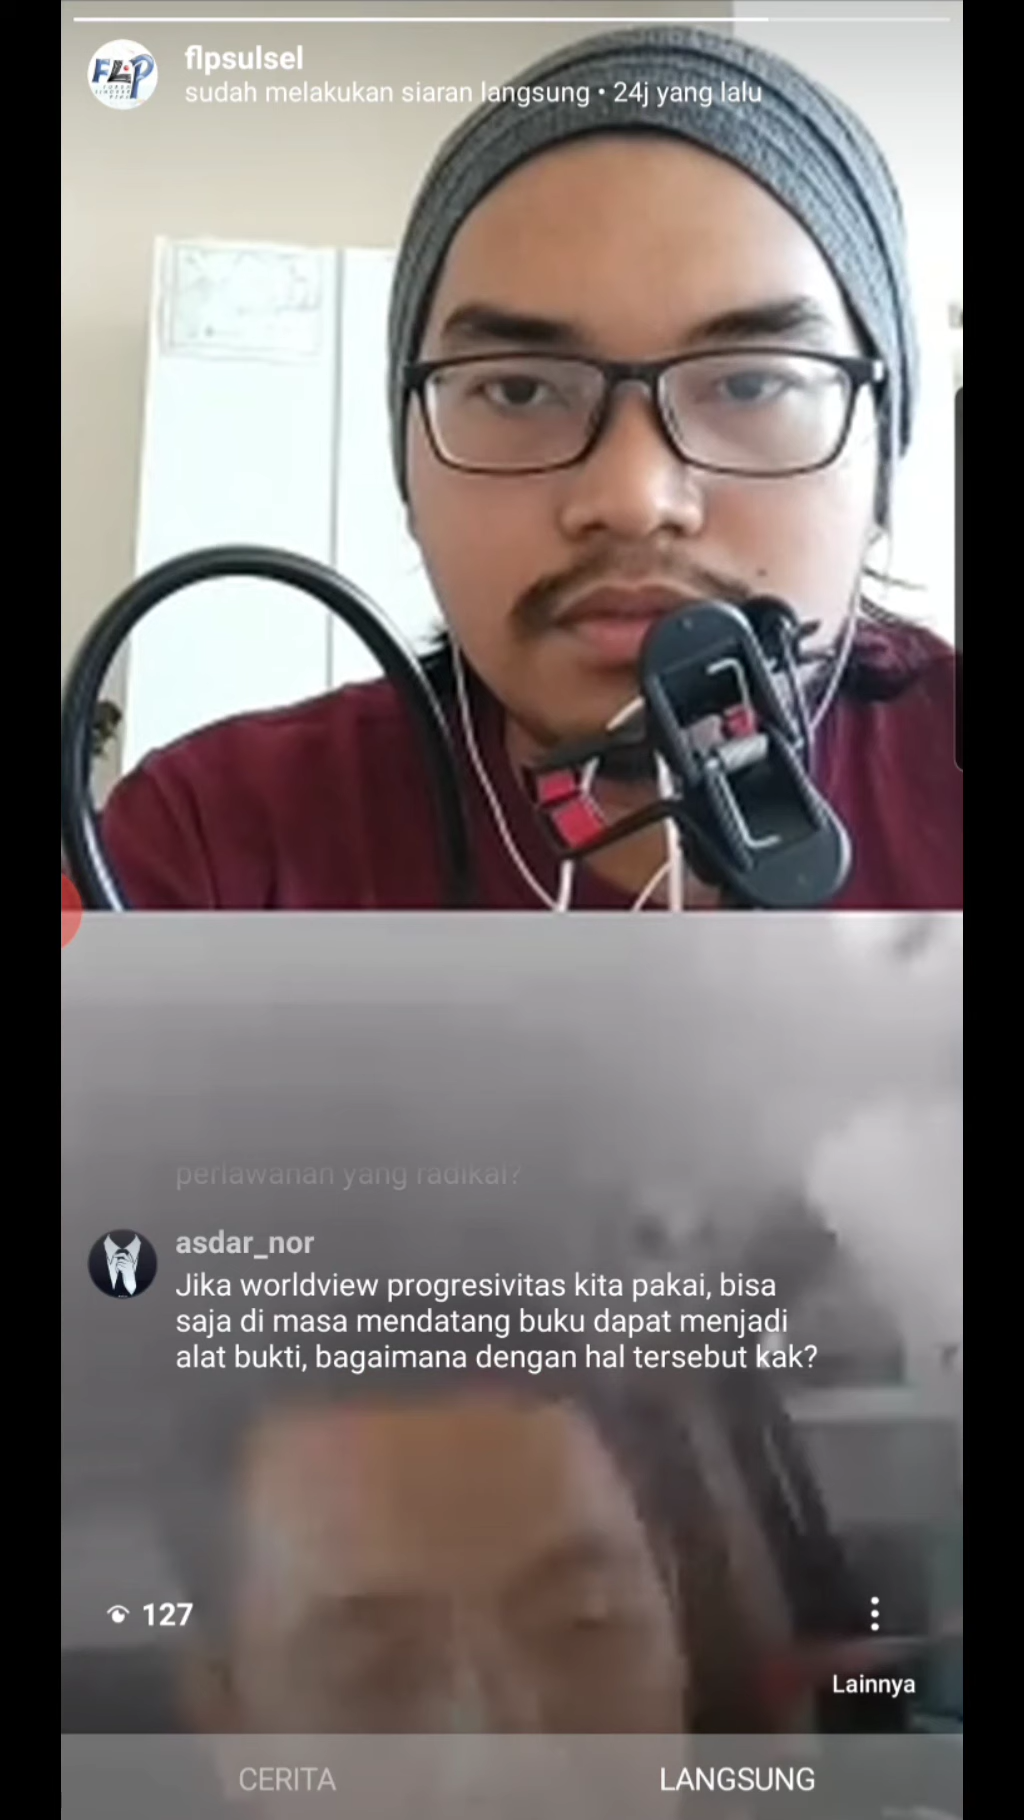 FLP
flpsulsel
sudah melakukan siaran langsung • 24j yang lalu
perlawanan yang radikal?
asdar_nor
Jika worldview progresivitas kita pakai, bisa
saja di masa mendatang buku dapat menjadi
alat bukti, bagaimana dengan hal tersebut kak?
127
Lainnya
CERITA
LANGSUNG